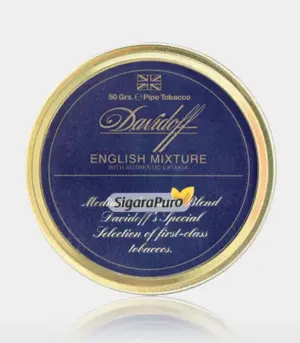 50 Grs. ℮ Pipe Tobacco
Davidoff
ENGLISH MIXTURE
WITH AUTHENTIC LATAKIA
SigaraPuro Blend
Davidoff's Special
Selection of first-class
tobaccos.